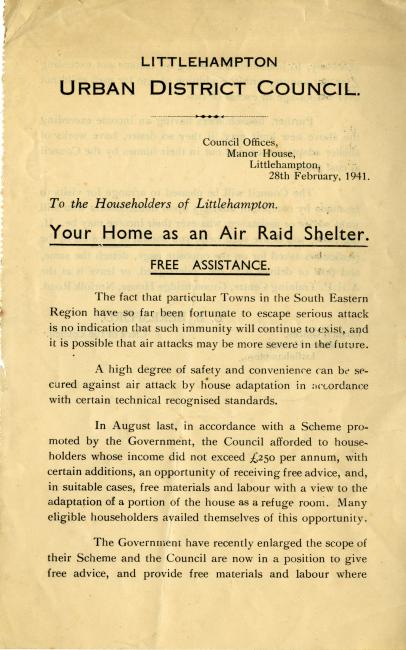 LITTLEHAMPTON
URBAN DISTRICT COUNCIL.
Council Offices,
Manor House,
Littlehampton,
28th February, 1941.
To the Householders of Littlehampton.
Your Home as an Air Raid Shelter.
FREE ASSISTANCE.
The fact that particular Towns in the South Eastern
Region have so far been fortunate to escape serious attack
is no indication that such immunity will continue to exist, and
it is possible that air attacks may be more severe in the future.
A high degree of safety and convenience can be se-
cured against air attack by house adaptation in accordance
with certain technical recognised standards.
In August last, in accordance with a Scheme pro-
moted by the Government, the Council afforded to house-
holders whose income did not exceed £250 per annum, with
certain additions, an opportunity of receiving free advice, and,
in suitable cases, free materials and labour with a view to the
adaptation of a portion of the house as a refuge room. Many
eligible householders availed themselves of this opportunity.
The Government have recently enlarged the scope of
their Scheme and the Council are now in a position to give
free advice, and provide free materials and labour where